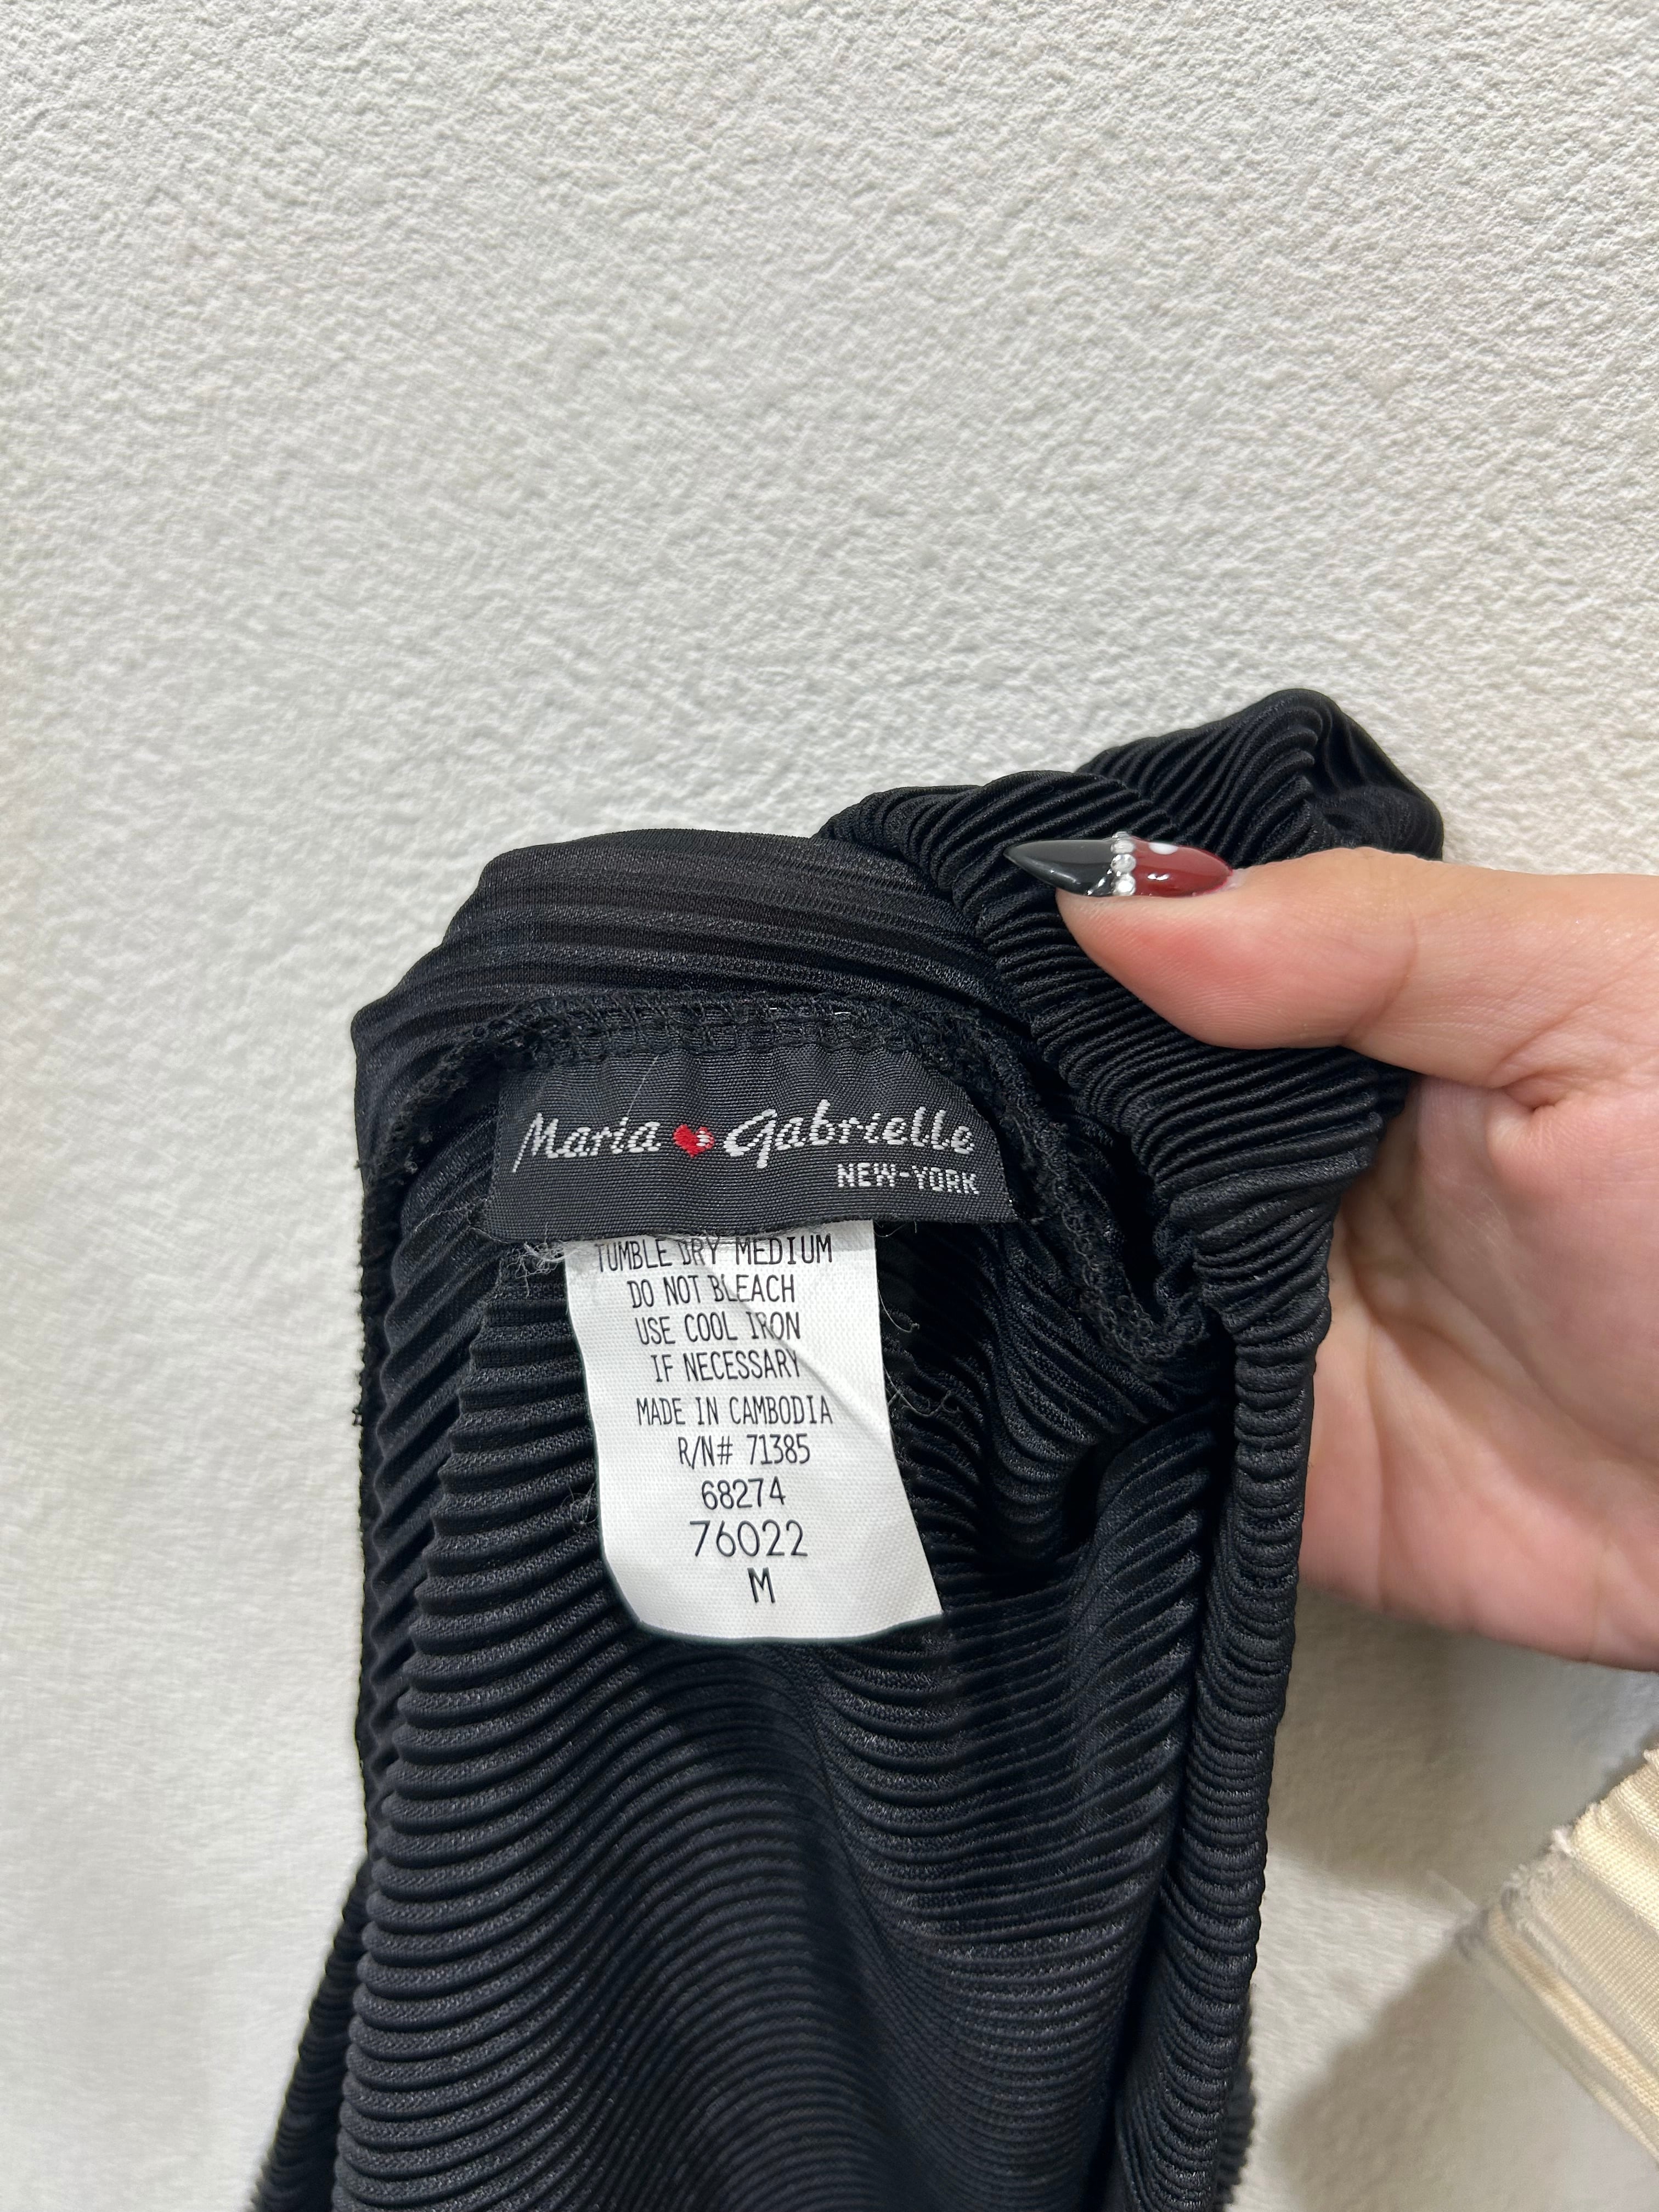 Maria Gabrielle
NEW-YORK
TUMBLE DRY MEDIUM
DO NOT BLEACH
USE COOL IRON
IF NECESSARY
MADE IN CAMBODIA
R/N# 71385
68274
76022
M